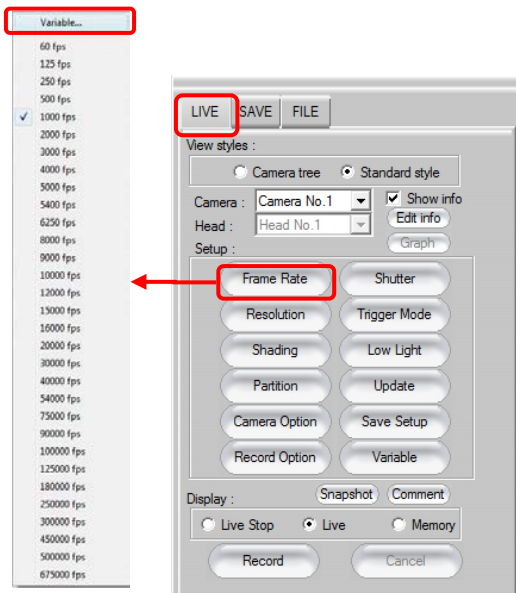 Variable...
60 fps
125 fps
250 fps
500 fps
1000 fps
2000 fps
3000 fps
4000 fps
5000 fps
5400 fps
6250 fps
8000 fps
9000 fps
10000 fps
12000 fps
15000 fps
16000 fps
20000 fps
30000 fps
40000 fps
54000 fps
75000 fps
90000 fps
100000 fps
125000 fps
180000 fps
250000 fps
300000 fps
450000 fps
500000 fps
675000 fps
LIVE SAVE FILE
View styles :
Camera tree Standard style
Camera : Camera No.1 Show info
Head : Head No.1 Edit info
Setup : Graph
Frame Rate Shutter
Resolution Trigger Mode
Shading Low Light
Partition Update
Camera Option Save Setup
Record Option Variable
Display : Snapshot Comment
Live Stop Live Memory
Record Cancel